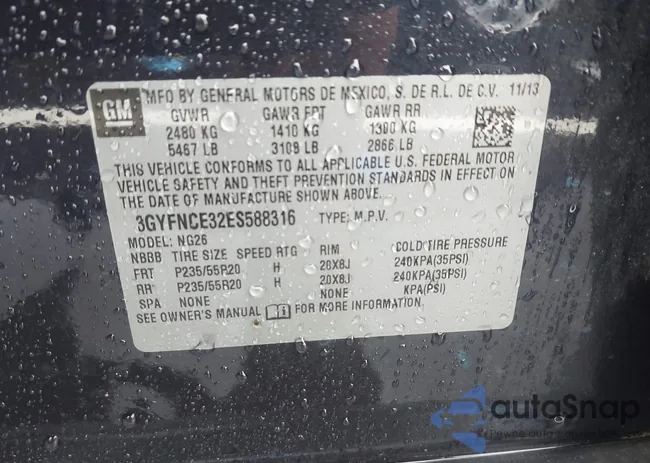 GM
MFD BY GENERAL MOTORS DE MEXICO, S. DE R.L. DE C.V. 11/13
GVWR GAWR FRT GAWR RR
2480 KG 1410 KG 1300 KG
5467 LB 3109 LB 2866 LB
THIS VEHICLE CONFORMS TO ALL APPLICABLE U.S. FEDERAL MOTOR
VEHICLE SAFETY AND THEFT PREVENTION STANDARDS IN EFFECT ON
THE DATE OF MANUFACTURE SHOWN ABOVE.
3GYFNCE32ES588316 TYPE: M.P.V.
MODEL: NG26
NBBB TIRE SIZE SPEED RTG RIM COLD TIRE PRESSURE
FRT P235/55R20 H 20X8J 240KPA(35PSI)
RR P235/55R20 H 20X8J 240KPA(35PSI)
SPA NONE NONE KPA(PSI)
SEE OWNER'S MANUAL FOR MORE INFORMATION.
autoSnap